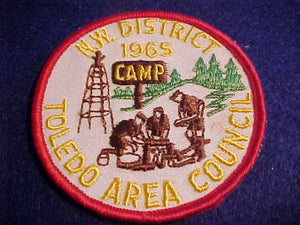 N.W. DISTRICT
1965
CAMP
TOLEDO AREA COUNCIL